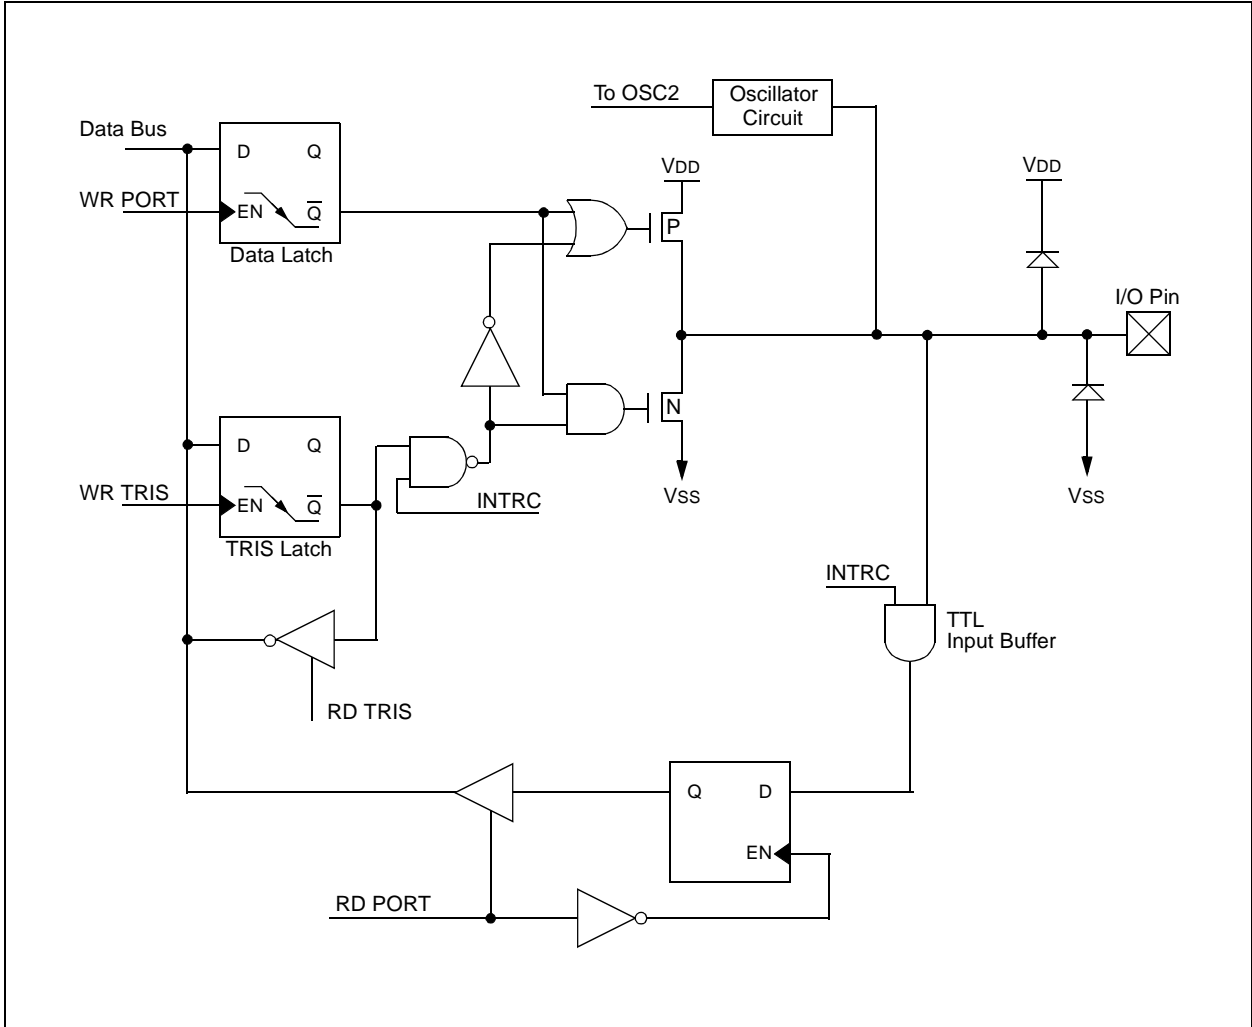 To OSC2
Oscillator
Circuit
Data Bus
D Q
WR PORT
EN Q̅
Data Latch
VDD
P
VDD
I/O Pin
N
VSS
VSS
D Q
WR TRIS
EN Q̅
TRIS Latch
INTRC
INTRC
TTL
Input Buffer
RD TRIS
Q D
EN
RD PORT